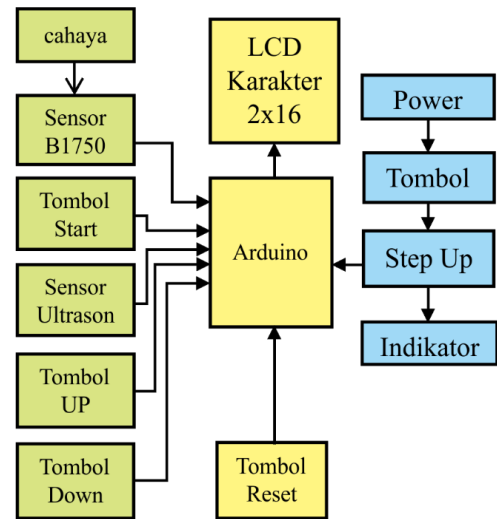 cahaya
Sensor
B1750
Tombol
Start
Sensor
Ultrason
Tombol
UP
Tombol
Down
LCD
Karakter
2x16
Arduino
Tombol
Reset
Power
Tombol
Step Up
Indikator